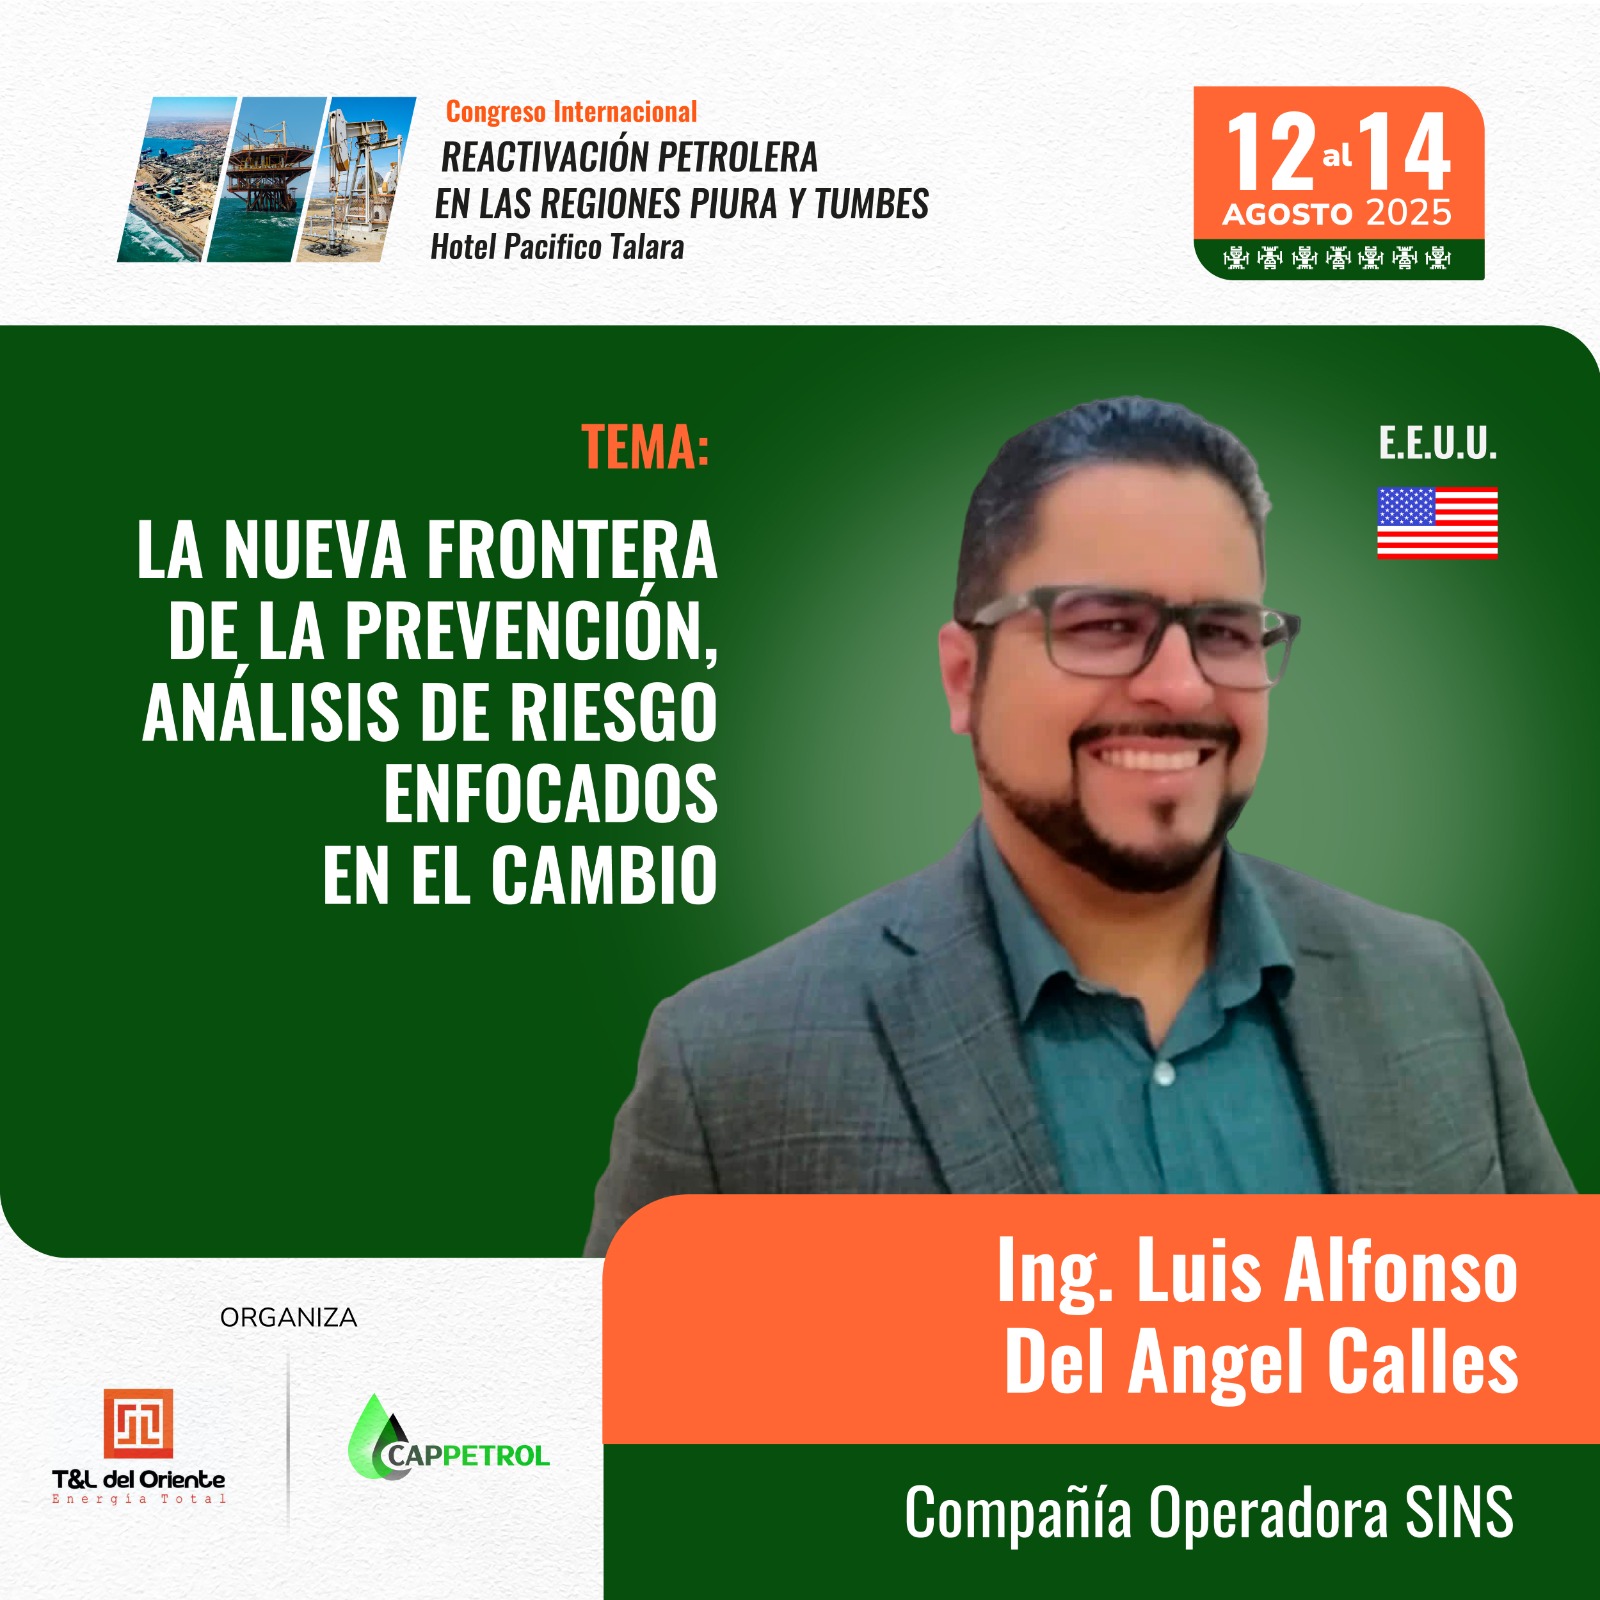 Congreso Internacional
REACTIVACIÓN PETROLERA
EN LAS REGIONES PIURA Y TUMBES
Hotel Pacifico Talara
12 al 14
AGOSTO 2025
TEMA:
LA NUEVA FRONTERA
DE LA PREVENCIÓN,
ANÁLISIS DE RIESGO
ENFOCADOS
EN EL CAMBIO
E.E.U.U.
Ing. Luis Alfonso
Del Angel Calles
Compañía Operadora SINS
ORGANIZA
T&L del Oriente
Energía Total
CAPPETROL